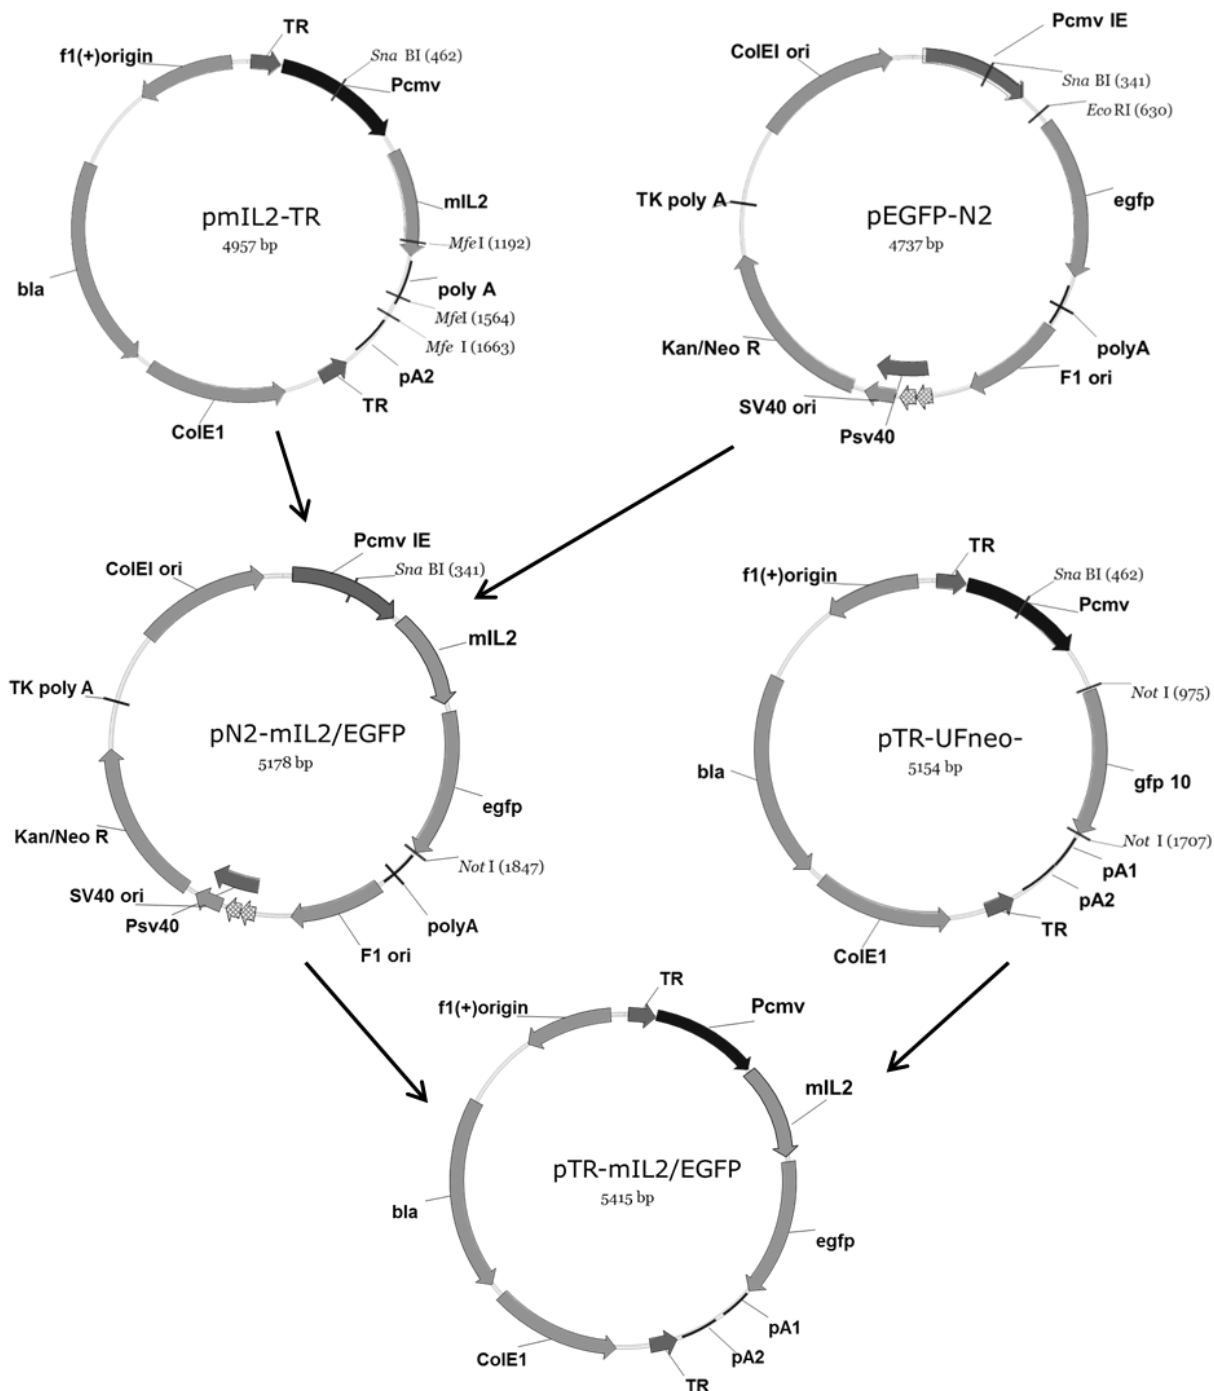 TR
f1(+)origin
Sna BI (462)
Pcmv
pmIL2-TR
4957 bp
mIL2
MfeI (1192)
bla
poly A
MfeI (1564)
Mfe I (1663)
pA2
TR
ColE1
Pcmv IE
ColEI ori
Sna BI (341)
Eco RI (630)
TK poly A
pEGFP-N2
4737 bp
egfp
Kan/Neo R
polyA
F1 ori
SV40 ori
Psv40
Pcmv IE
ColEI ori
Sna BI (341)
mIL2
TK poly A
pN2-mIL2/EGFP
5178 bp
egfp
Kan/Neo R
Not I (1847)
SV40 ori
Psv40
polyA
F1 ori
TR
f1(+)origin
Sna BI (462)
Pcmv
Not I (975)
pTR-UFneo-
5154 bp
bla
gfp 10
Not I (1707)
pA1
pA2
TR
ColE1
TR
f1(+)origin
Pcmv
mIL2
pTR-mIL2/EGFP
5415 bp
bla
egfp
pA1
pA2
ColE1
TR